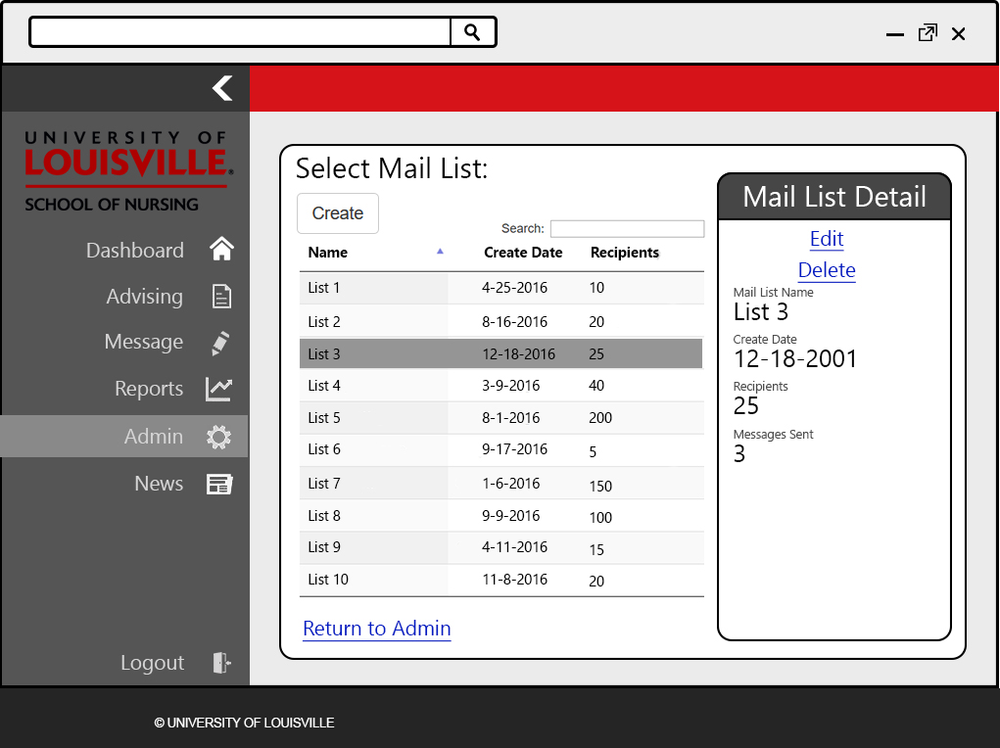 UNIVERSITY OF
LOUISVILLE.
SCHOOL OF NURSING
Dashboard
Advising
Message
Reports
Admin
News
Logout
Select Mail List:
Create
Search:
Name Create Date Recipients
List 1 4-25-2016 10
List 2 8-16-2016 20
List 3 12-18-2016 25
List 4 3-9-2016 40
List 5 8-1-2016 200
List 6 9-17-2016 5
List 7 1-6-2016 150
List 8 9-9-2016 100
List 9 4-11-2016 15
List 10 11-8-2016 20
Return to Admin
Mail List Detail
Edit
Delete
Mail List Name
List 3
Create Date
12-18-2001
Recipients
25
Messages Sent
3
© UNIVERSITY OF LOUISVILLE